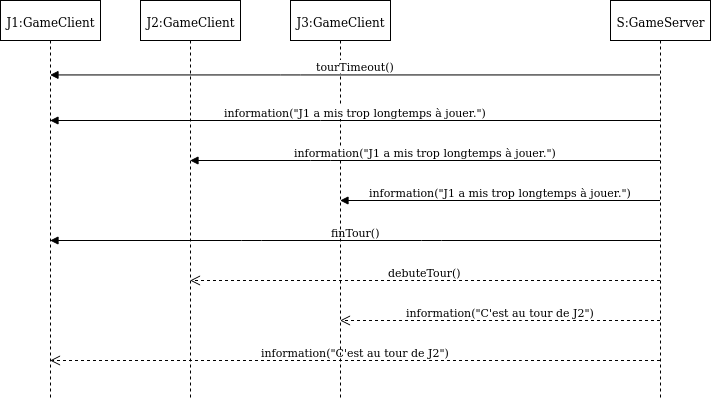 J1:GameClient
J2:GameClient
J3:GameClient
S:GameServer
tourTimeout()
information("J1 a mis trop longtemps à jouer.")
information("J1 a mis trop longtemps à jouer.")
information("J1 a mis trop longtemps à jouer.")
finTour()
debuteTour()
information("C'est au tour de J2")
information("C'est au tour de J2")